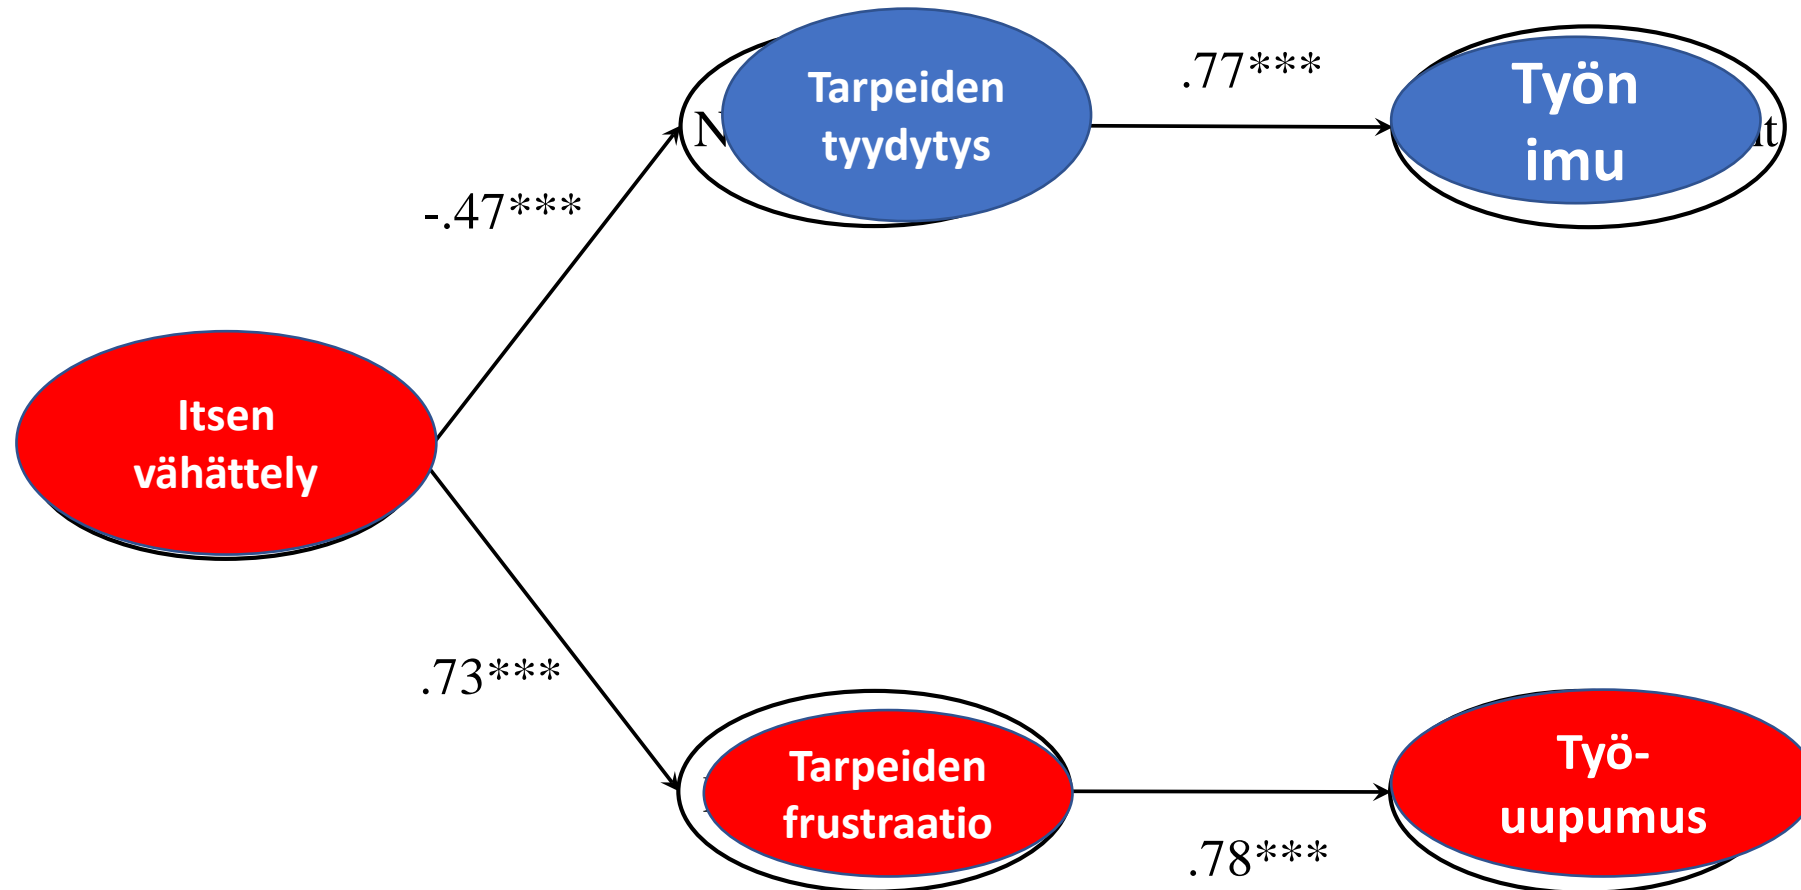 Tarpeiden
tyydytys
.77***
Työn
imu
-.47***
Itsen
vähättely
.73***
Tarpeiden
frustraatio
.78***
Työ-
uupumus